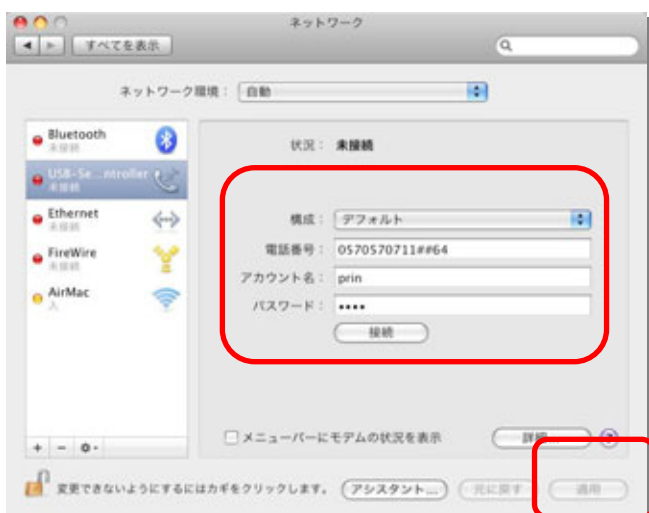 ネットワーク
すべてを表示
ネットワーク環境： 自動
Bluetooth
未接続
USB-Se...ntroller
未接続
Ethernet
未接続
FireWire
未接続
AirMac
入
状況： 未接続
構成： デフォルト
電話番号： 0570570711##64
アカウント名： prin
パスワード： ••••
接続
メニューバーにモデムの状況を表示
詳細...
+ -
変更できないようにするにはカギをクリックします。 アシスタント... 元に戻す 適用